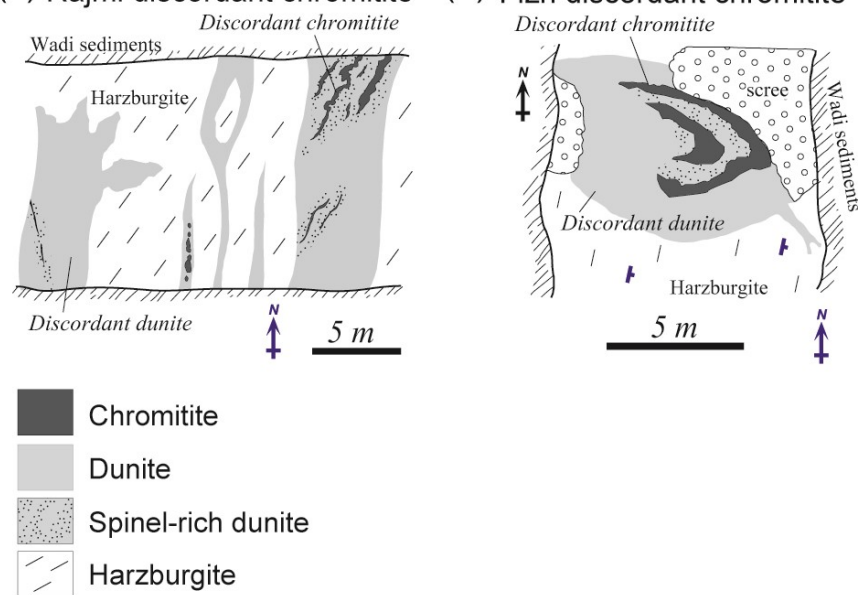 Discordant chromitite
Wadi sediments
Harzburgite
Discordant dunite
N
5 m
Discordant chromitite
N
scree
Wadi sediments
Discordant dunite
Harzburgite
5 m
N
Chromitite
Dunite
Spinel-rich dunite
Harzburgite